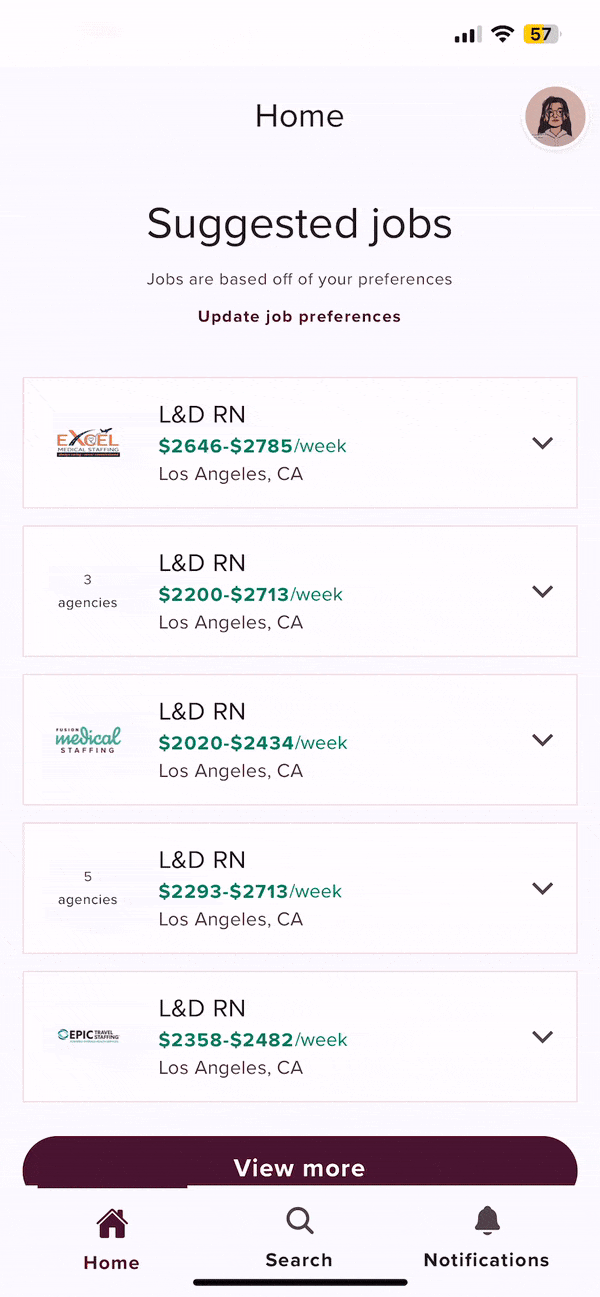 57
Home
Suggested jobs
Jobs are based off of your preferences
Update job preferences
EXCEL
MEDICAL STAFFING
L&D RN
$2646-$2785/week
Los Angeles, CA
3
agencies
L&D RN
$2200-$2713/week
Los Angeles, CA
FUSION
medical
STAFFING
L&D RN
$2020-$2434/week
Los Angeles, CA
5
agencies
L&D RN
$2293-$2713/week
Los Angeles, CA
EPIC TRAVEL
STAFFING
L&D RN
$2358-$2482/week
Los Angeles, CA
View more
Home
Search
Notifications